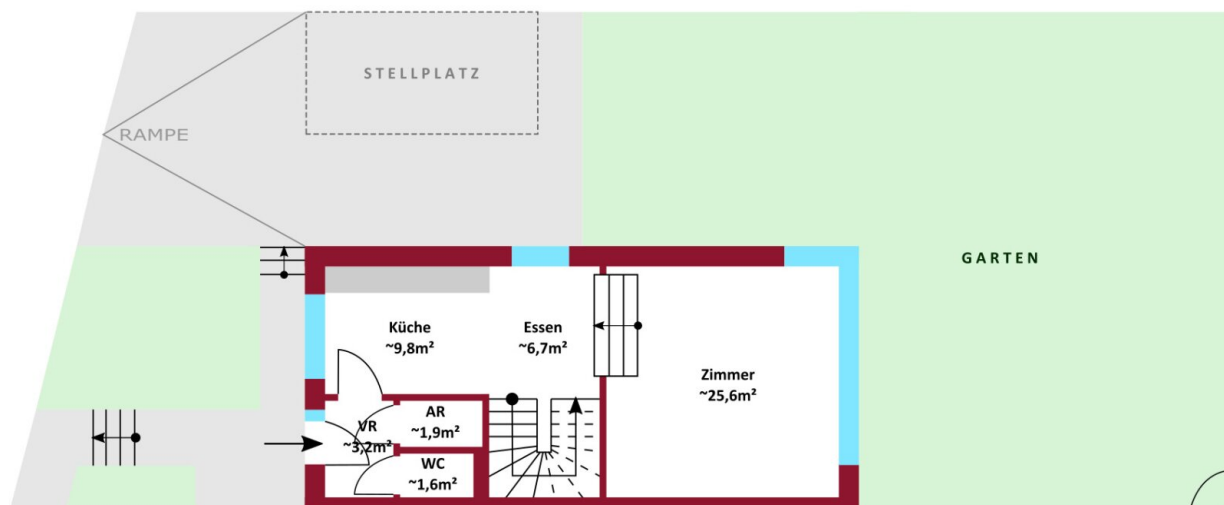 STELLPLATZ
RAMPE
GARTEN
Küche
~9,8m²
Essen
~6,7m²
Zimmer
~25,6m²
AR
~1,9m²
VR
~3,2m²
WC
~1,6m²